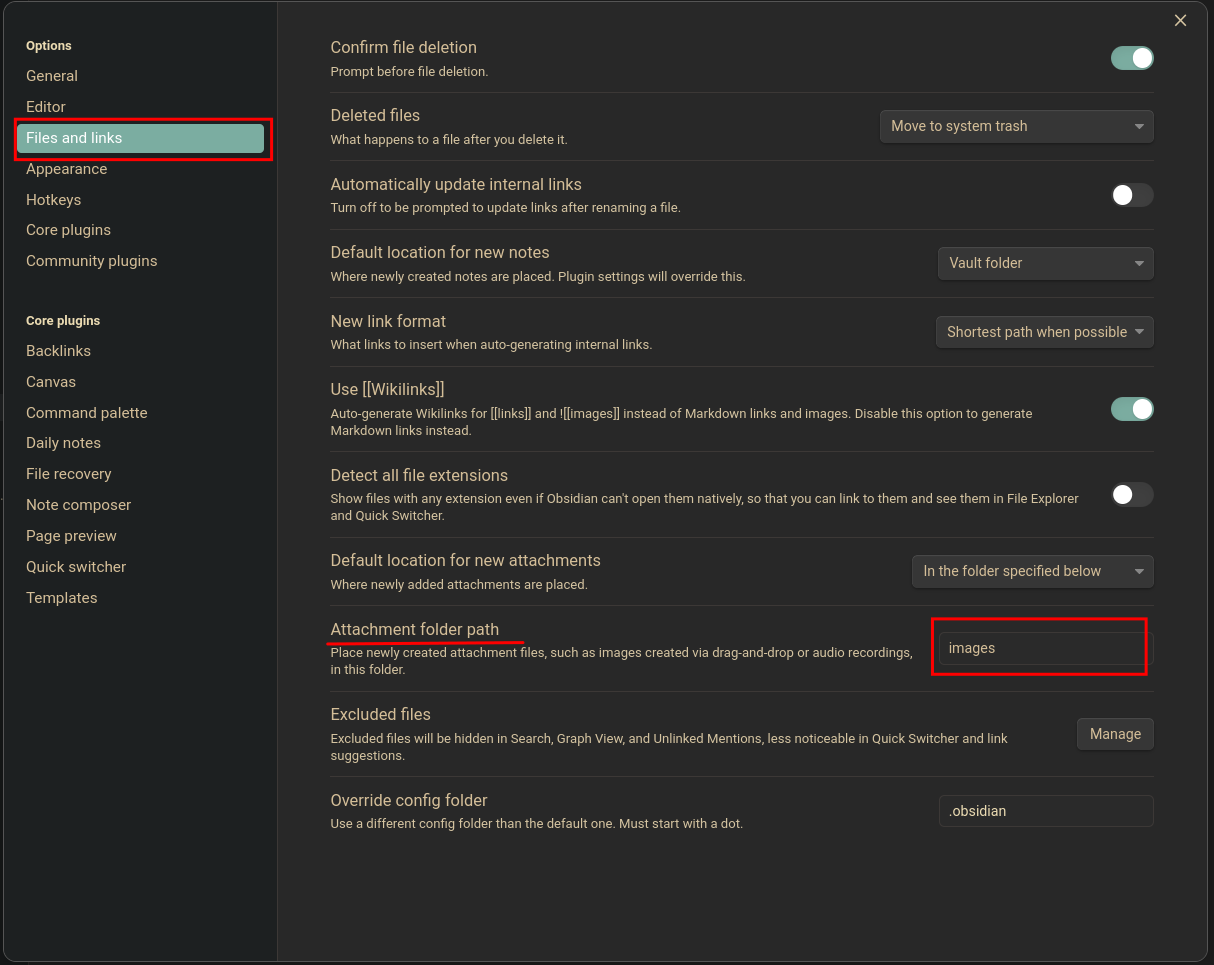 Options
General
Editor
Files and links
Appearance
Hotkeys
Core plugins
Community plugins
Core plugins
Backlinks
Canvas
Command palette
Daily notes
File recovery
Note composer
Page preview
Quick switcher
Templates
Confirm file deletion
Prompt before file deletion.
Deleted files
What happens to a file after you delete it.
Move to system trash
Automatically update internal links
Turn off to be prompted to update links after renaming a file.
Default location for new notes
Where newly created notes are placed. Plugin settings will override this.
Vault folder
New link format
What links to insert when auto-generating internal links.
Shortest path when possible
Use [[Wikilinks]]
Auto-generate Wikilinks for [[links]] and ![[images]] instead of Markdown links and images. Disable this option to generate
Markdown links instead.
Detect all file extensions
Show files with any extension even if Obsidian can't open them natively, so that you can link to them and see them in File Explorer
and Quick Switcher.
Default location for new attachments
Where newly added attachments are placed.
In the folder specified below
Attachment folder path
Place newly created attachment files, such as images created via drag-and-drop or audio recordings,
in this folder.
images
Excluded files
Excluded files will be hidden in Search, Graph View, and Unlinked Mentions, less noticeable in Quick Switcher and link
suggestions.
Manage
Override config folder
Use a different config folder than the default one. Must start with a dot.
.obsidian